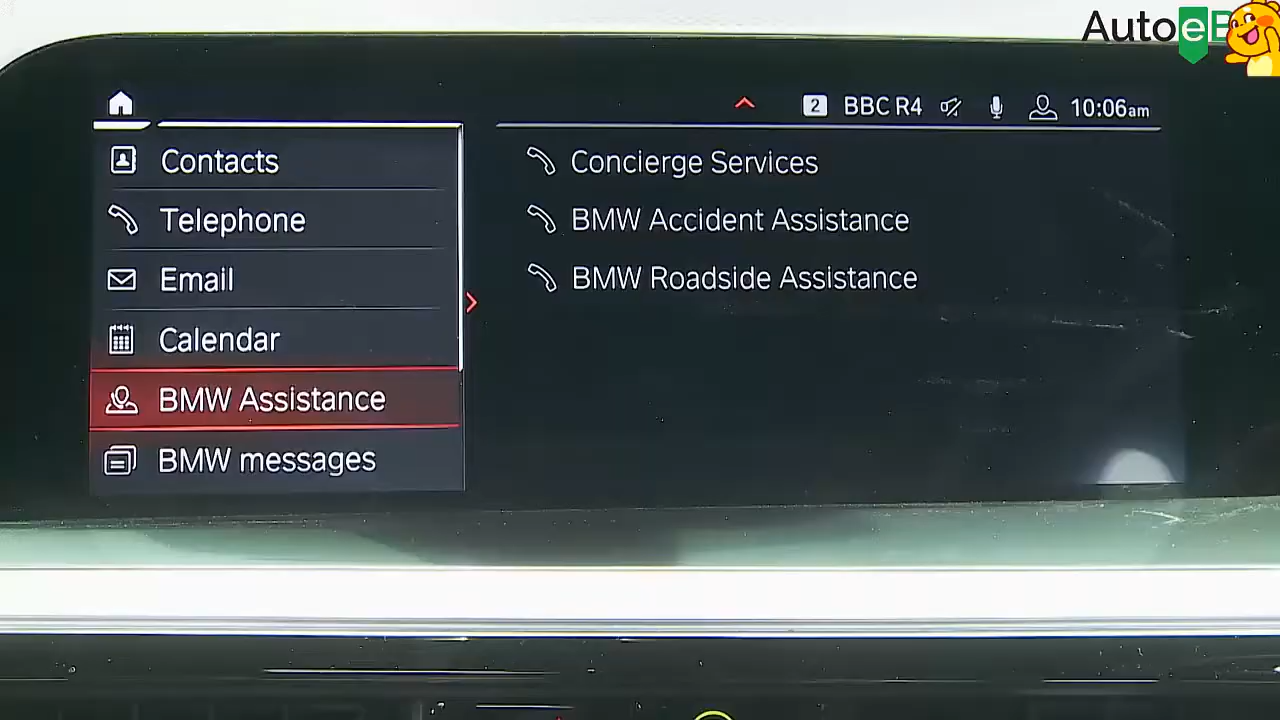 Auto
2 BBC R4 10:06am
Contacts
Telephone
Email
Calendar
BMW Assistance
BMW messages
Concierge Services
BMW Accident Assistance
BMW Roadside Assistance